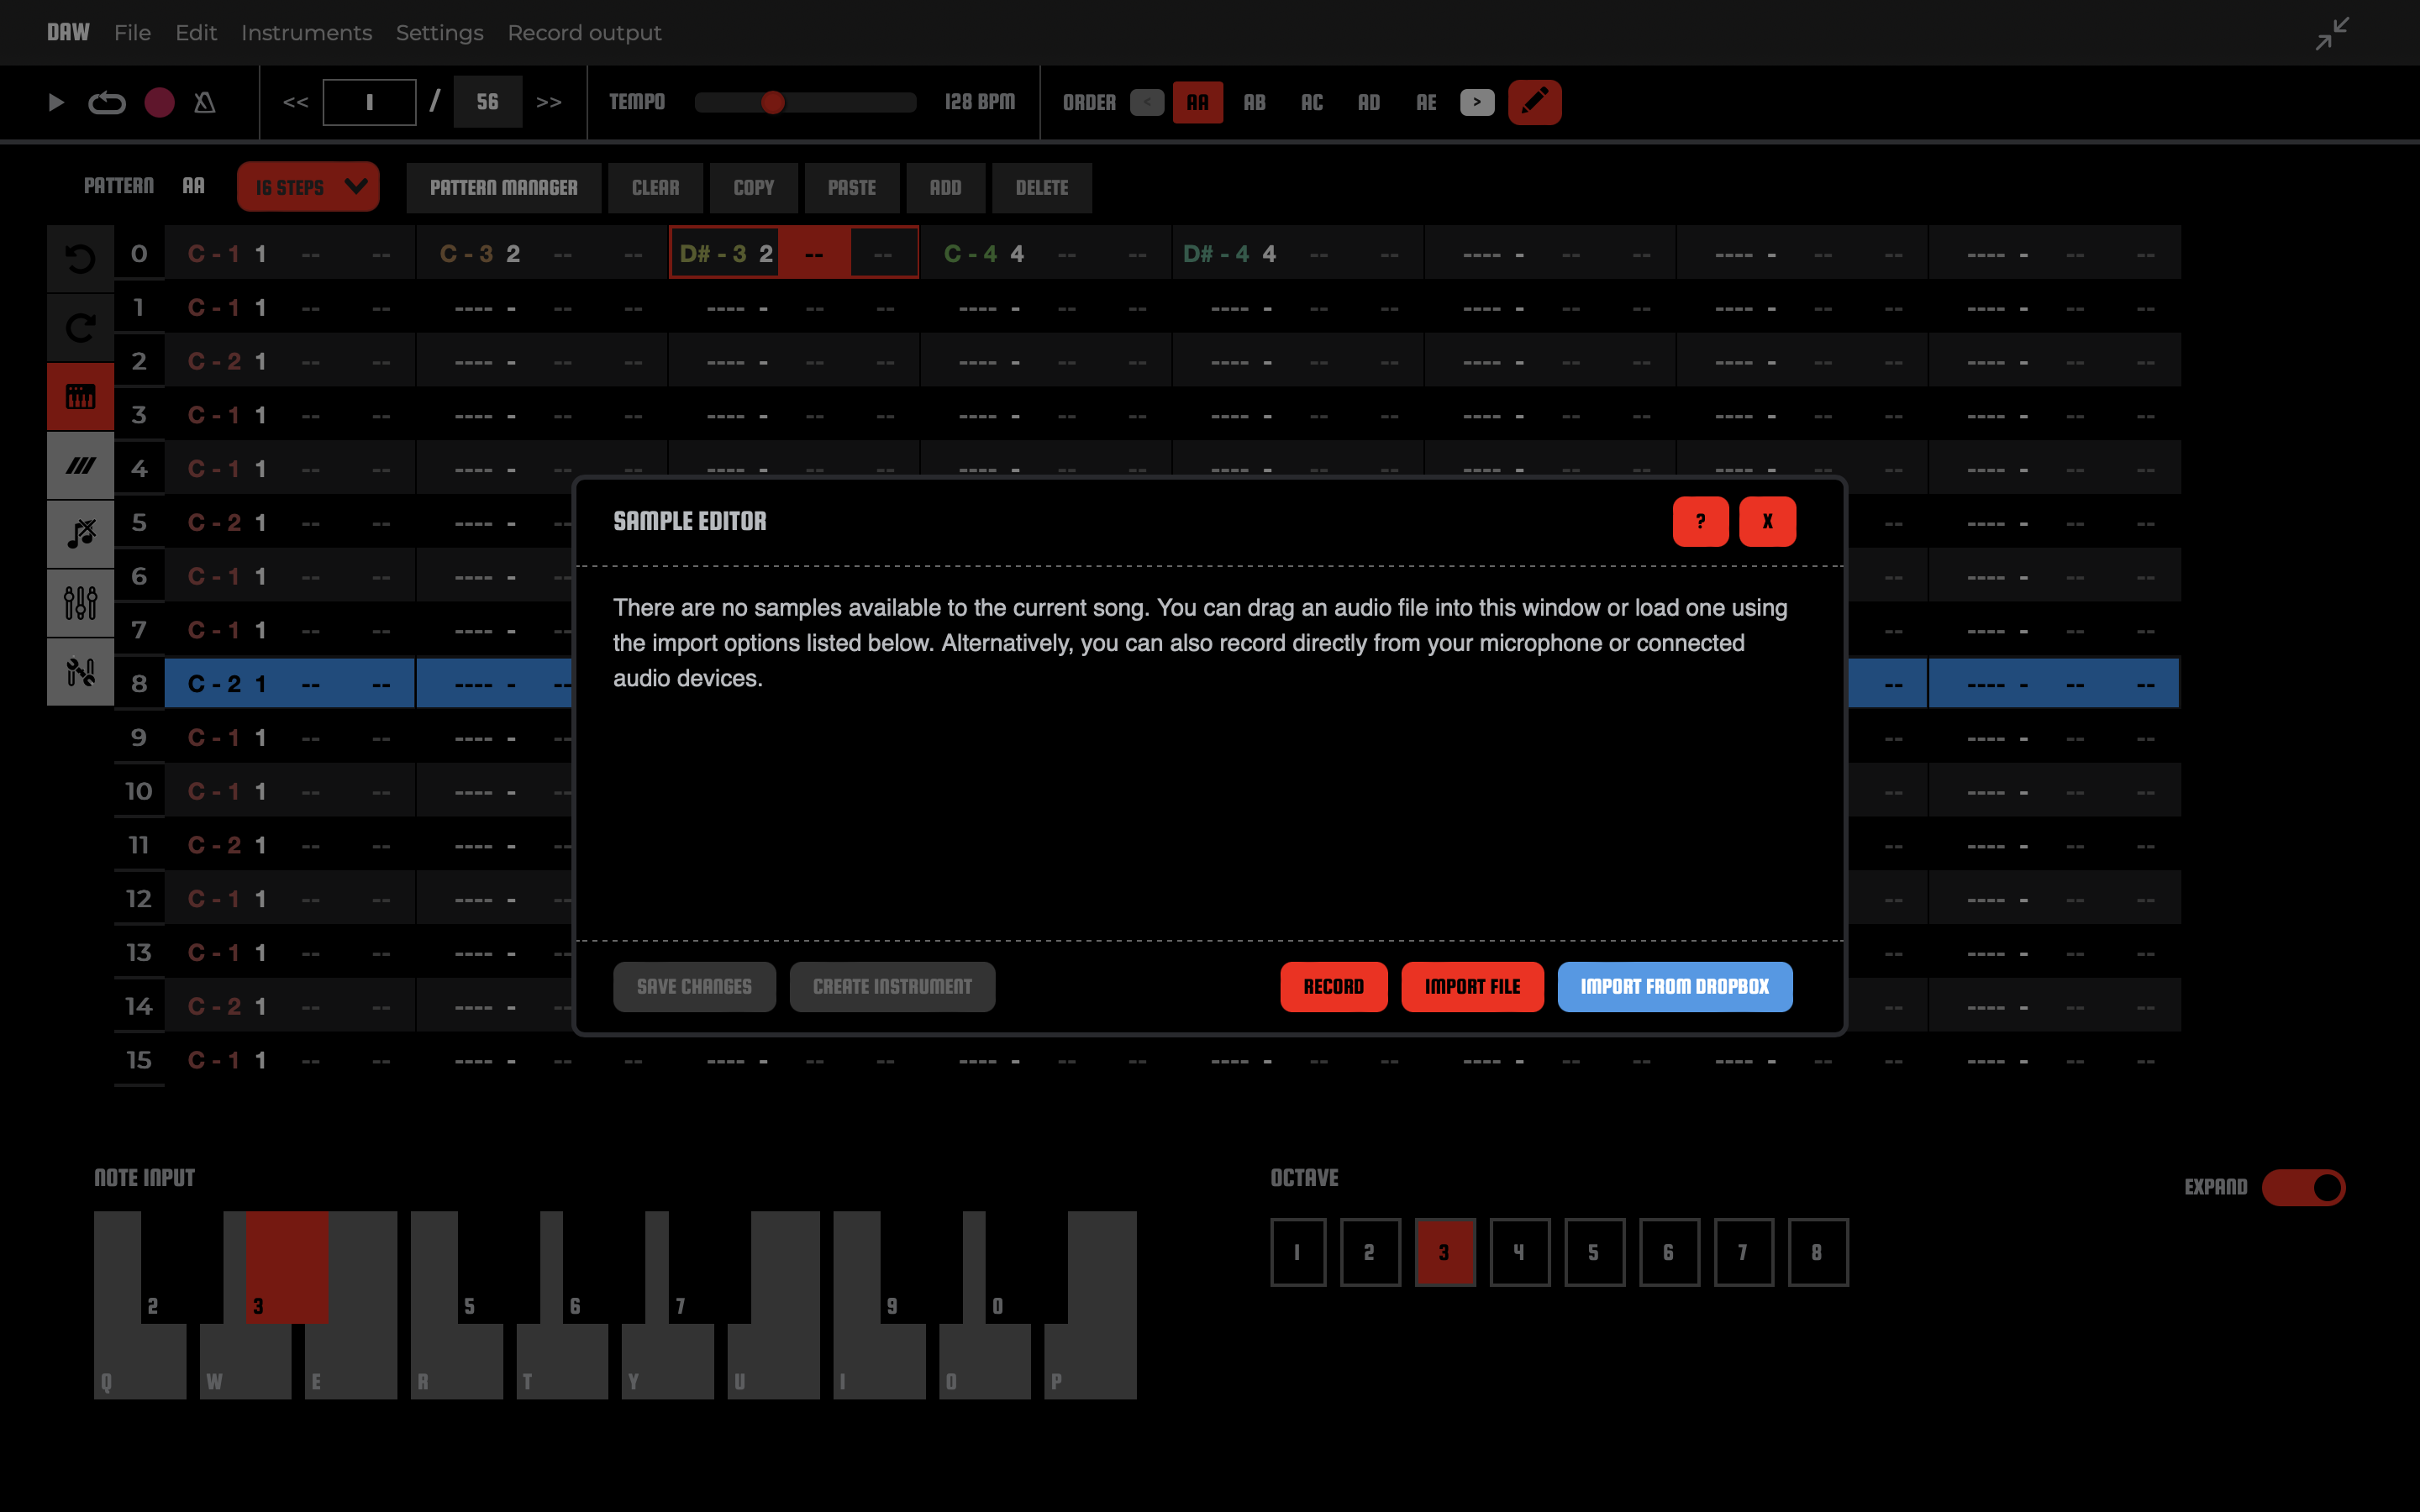 DAW File Edit Instruments Settings Record output
<< 1 / 56 >> TEMPO 128 BPM ORDER < AA AB AC AD AE >
PATTERN AA 16 STEPS PATTERN MANAGER CLEAR COPY PASTE ADD DELETE
0 C - 1 1 -- -- C - 3 2 -- -- D# - 3 2 -- -- C - 4 4 -- -- D# - 4 4 -- -- ---- - -- -- ---- - -- -- ---- - -- --
1 C - 1 1 -- -- ---- - -- -- ---- - -- -- ---- - -- -- ---- - -- -- ---- - -- -- ---- - -- -- ---- - -- --
2 C - 2 1 -- -- ---- - -- -- ---- - -- -- ---- - -- -- ---- - -- -- ---- - -- -- ---- - -- -- ---- - -- --
3 C - 1 1 -- -- ---- - -- -- ---- - -- -- ---- - -- -- ---- - -- -- ---- - -- -- ---- - -- -- ---- - -- --
4 C - 1 1 -- -- ---- - -- -- ---- - -- -- ---- - -- -- ---- - -- -- ---- - -- -- ---- - -- -- ---- - -- --
5 C - 2 1 -- -- ---- - -- -- ---- - -- --
6 C - 1 1 -- -- ---- - -- -- ---- - -- --
7 C - 1 1 -- -- ---- - -- -- ---- - -- --
8 C - 2 1 -- -- ---- - -- -- ---- - -- --
9 C - 1 1 -- -- ---- - -- -- ---- - -- --
10 C - 1 1 -- -- ---- - -- -- ---- - -- --
11 C - 2 1 -- -- ---- - -- -- ---- - -- --
12 C - 1 1 -- -- ---- - -- -- ---- - -- --
13 C - 1 1 -- -- ---- - -- -- ---- - -- --
14 C - 2 1 -- -- ---- - -- -- ---- - -- --
15 C - 1 1 -- -- ---- - -- -- ---- - -- -- ---- - -- -- ---- - -- -- ---- - -- -- ---- - -- -- ---- - -- --
SAMPLE EDITOR ? X
There are no samples available to the current song. You can drag an audio file into this window or load one using
the import options listed below. Alternatively, you can also record directly from your microphone or connected
audio devices.
SAVE CHANGES CREATE INSTRUMENT RECORD IMPORT FILE IMPORT FROM DROPBOX
NOTE INPUT
2 3 5 6 7 9 0
Q W E R T Y U I O P
OCTAVE
1 2 3 4 5 6 7 8
EXPAND